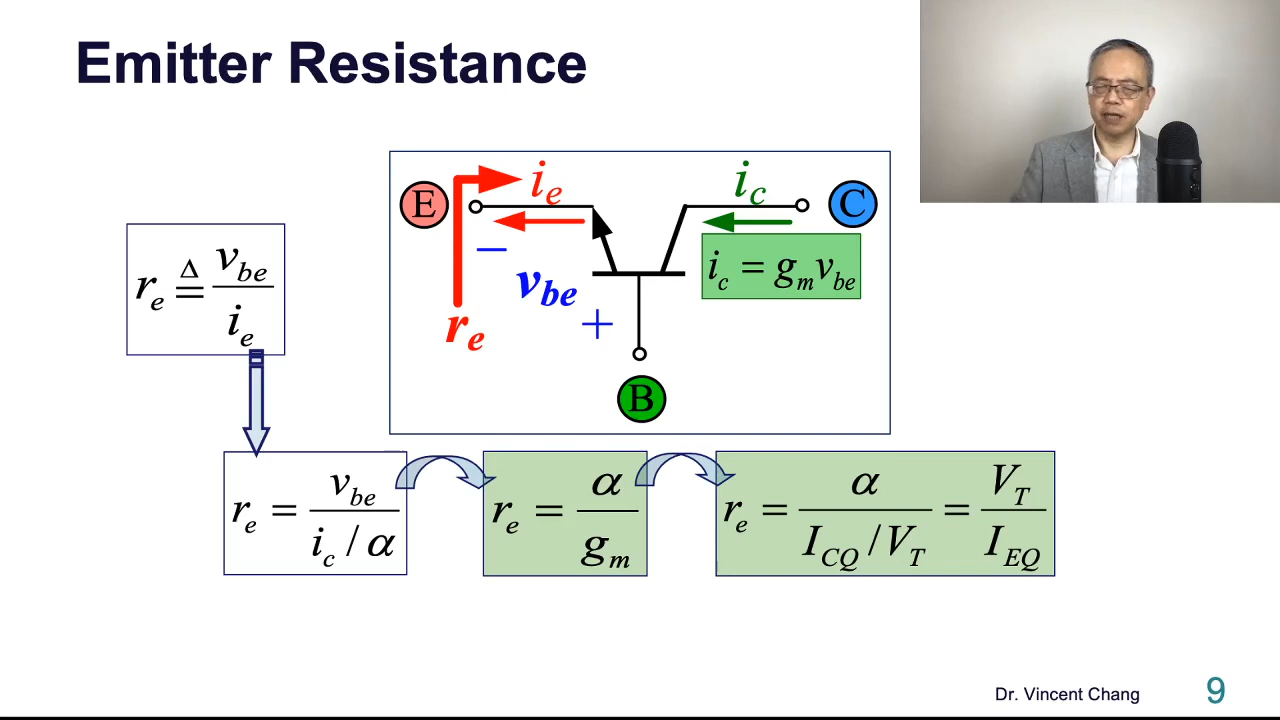 Emitter Resistance
E
i_e
i_c
C
r_e ≜ v_be / i_e
−
v_be
+
r_e
i_c = g_m v_be
B
r_e = v_be / (i_c / α)
r_e = α / g_m
r_e = α / (I_CQ / V_T) = V_T / I_EQ
Dr. Vincent Chang
9